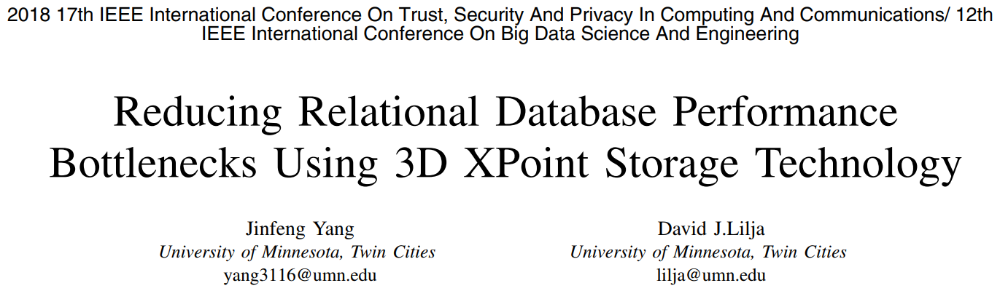 2018 17th IEEE International Conference On Trust, Security And Privacy In Computing And Communications/ 12th
IEEE International Conference On Big Data Science And Engineering
Reducing Relational Database Performance
Bottlenecks Using 3D XPoint Storage Technology
Jinfeng Yang
University of Minnesota, Twin Cities
yang3116@umn.edu
David J.Lilja
University of Minnesota, Twin Cities
lilja@umn.edu